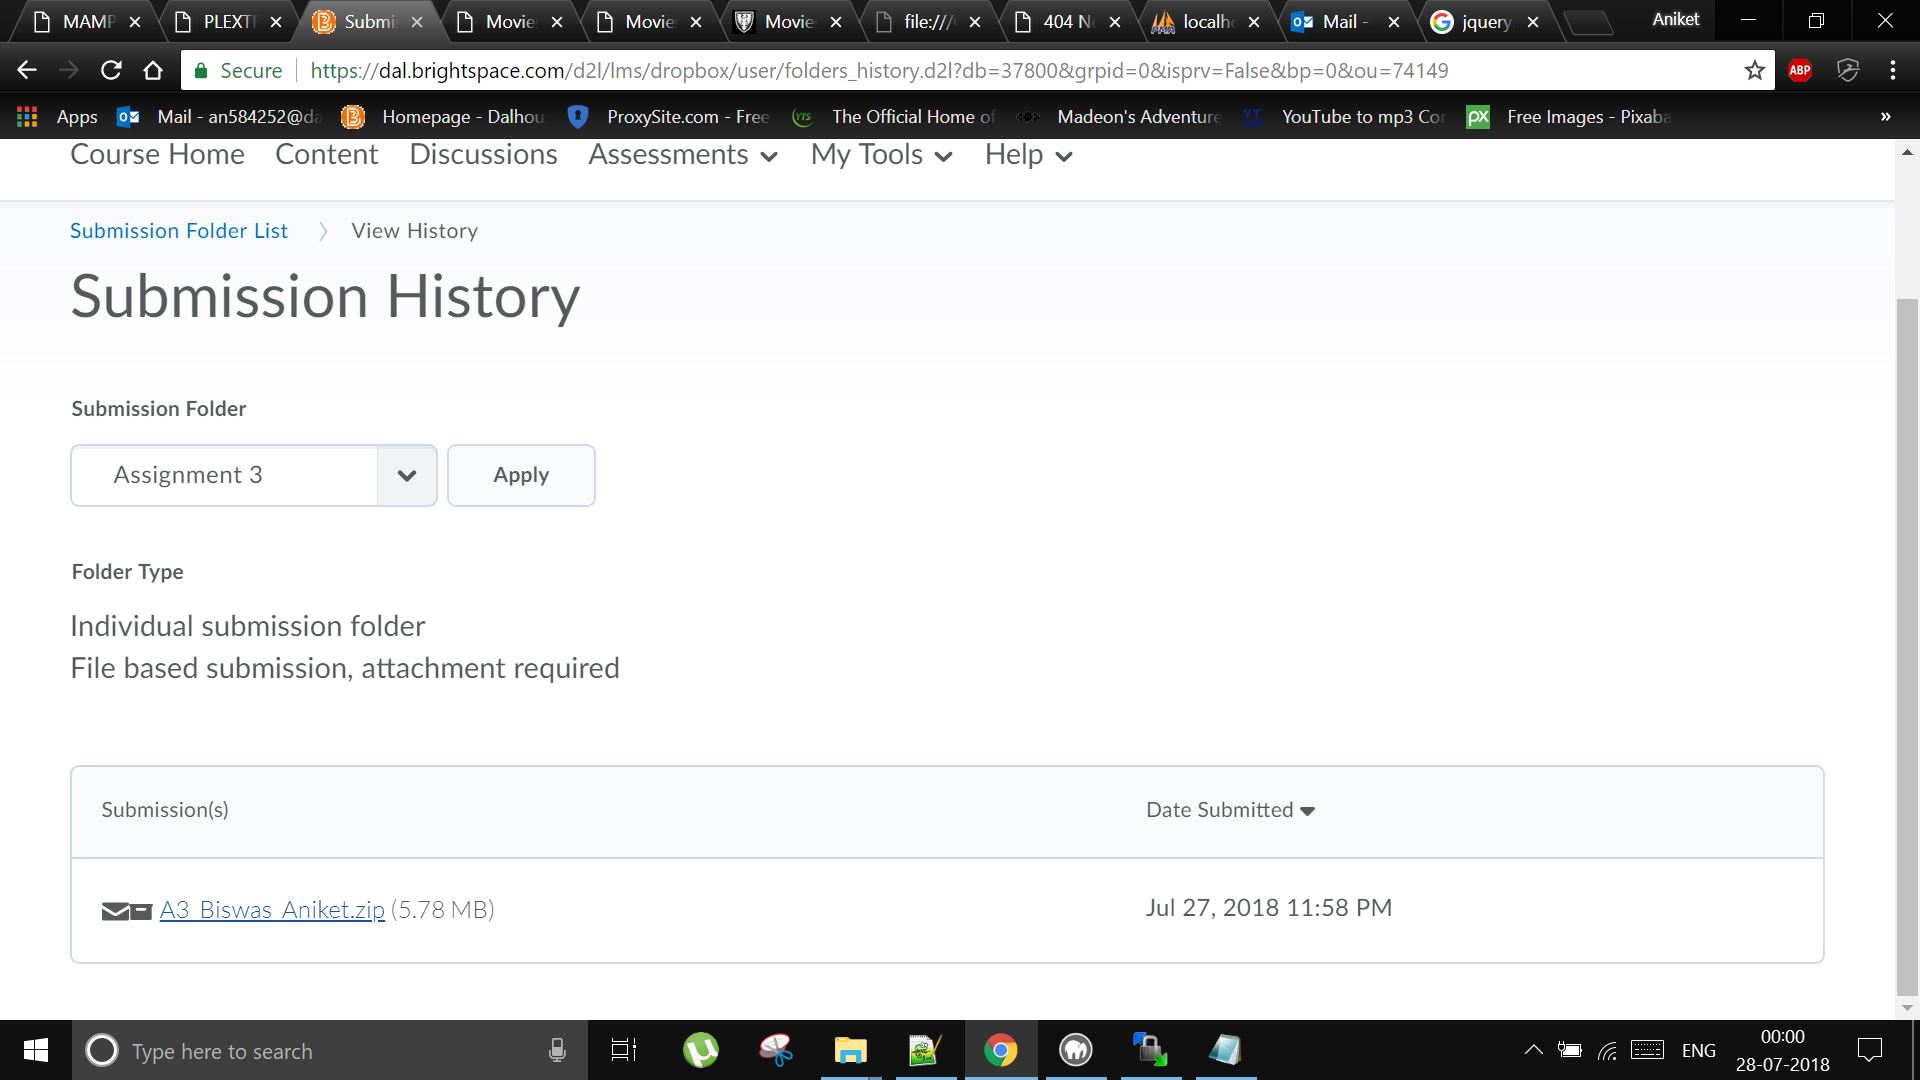 MAMP
PLEXT
Submi
Movie
Movie
Movie
file:///
404 N
localh
Mail -
jquery
Aniket
Secure
https://dal.brightspace.com/d2l/lms/dropbox/user/folders_history.d2l?db=37800&grpid=0&isprv=False&bp=0&ou=74149
ABP
Apps
Mail - an584252@da
Homepage - Dalhou
ProxySite.com - Free
YTS
The Official Home of
Madeon's Adventure
YT
YouTube to mp3 Co
px
Free Images - Pixaba
»
Course Home Content Discussions Assessments My Tools Help
Submission Folder List View History
Submission History
Submission Folder
Assignment 3 Apply
Folder Type
Individual submission folder
File based submission, attachment required
Submission(s) Date Submitted
A3_Biswas_Aniket.zip (5.78 MB) Jul 27, 2018 11:58 PM
Type here to search
ENG
00:00
28-07-2018